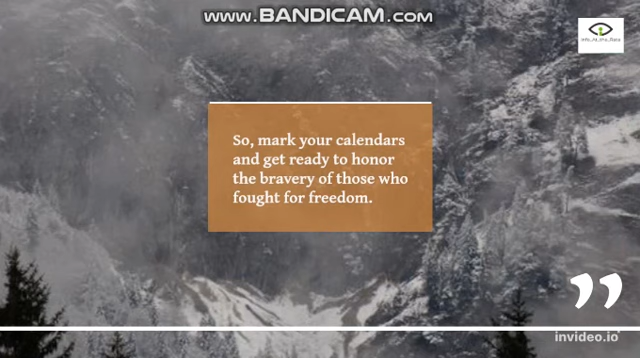 www.BANDICAM.com
So, mark your calendars
and get ready to honor
the bravery of those who
fought for freedom.
”
invideo.io